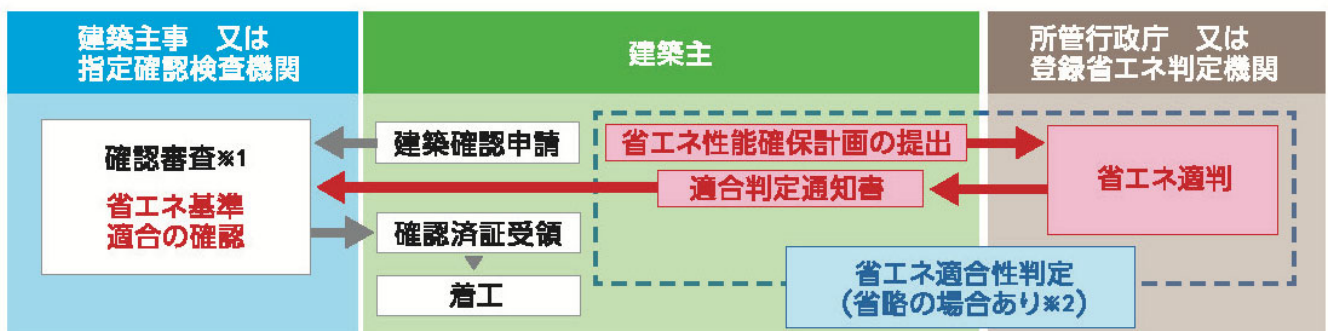 建築主事　又は
指定確認検査機関
建築主
所管行政庁　又は
登録省エネ判定機関
確認審査※1
省エネ基準
適合の確認
建築確認申請
省エネ性能確保計画の提出
適合判定通知書
省エネ適判
確認済証受領
着工
省エネ適合性判定
(省略の場合あり※2)